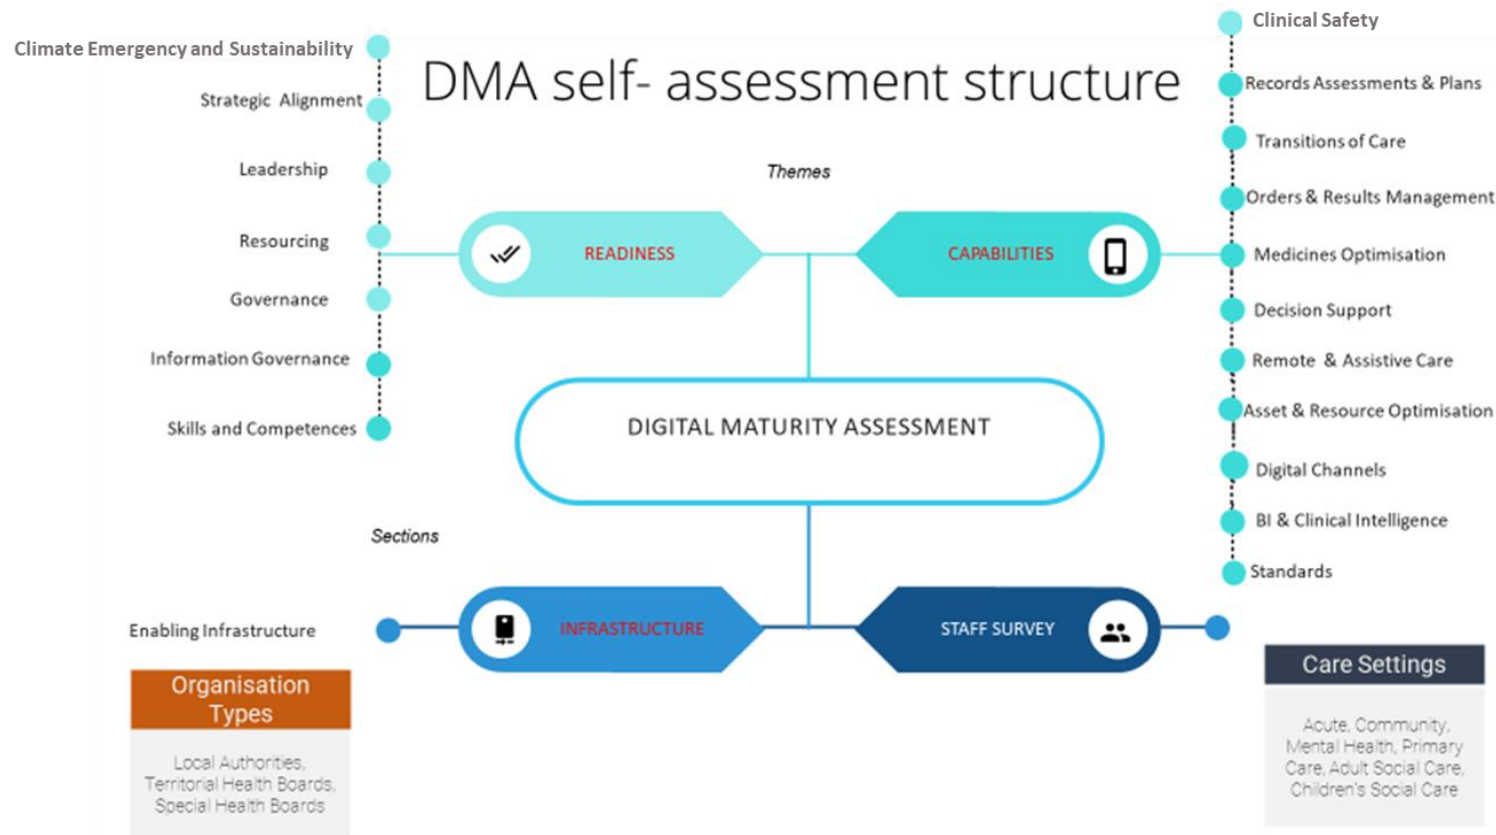 DMA self- assessment structure
Climate Emergency and Sustainability
Strategic Alignment
Leadership
Resourcing
Governance
Information Governance
Skills and Competences
Themes
READINESS
CAPABILITIES
Clinical Safety
Records Assessments & Plans
Transitions of Care
Orders & Results Management
Medicines Optimisation
Decision Support
Remote & Assistive Care
Asset & Resource Optimisation
Digital Channels
BI & Clinical Intelligence
Standards
DIGITAL MATURITY ASSESSMENT
Sections
Enabling Infrastructure
INFRASTRUCTURE
STAFF SURVEY
Organisation
Types
Local Authorities,
Territorial Health Boards,
Special Health Boards
Care Settings
Acute, Community,
Mental Health, Primary
Care, Adult Social Care,
Children's Social Care